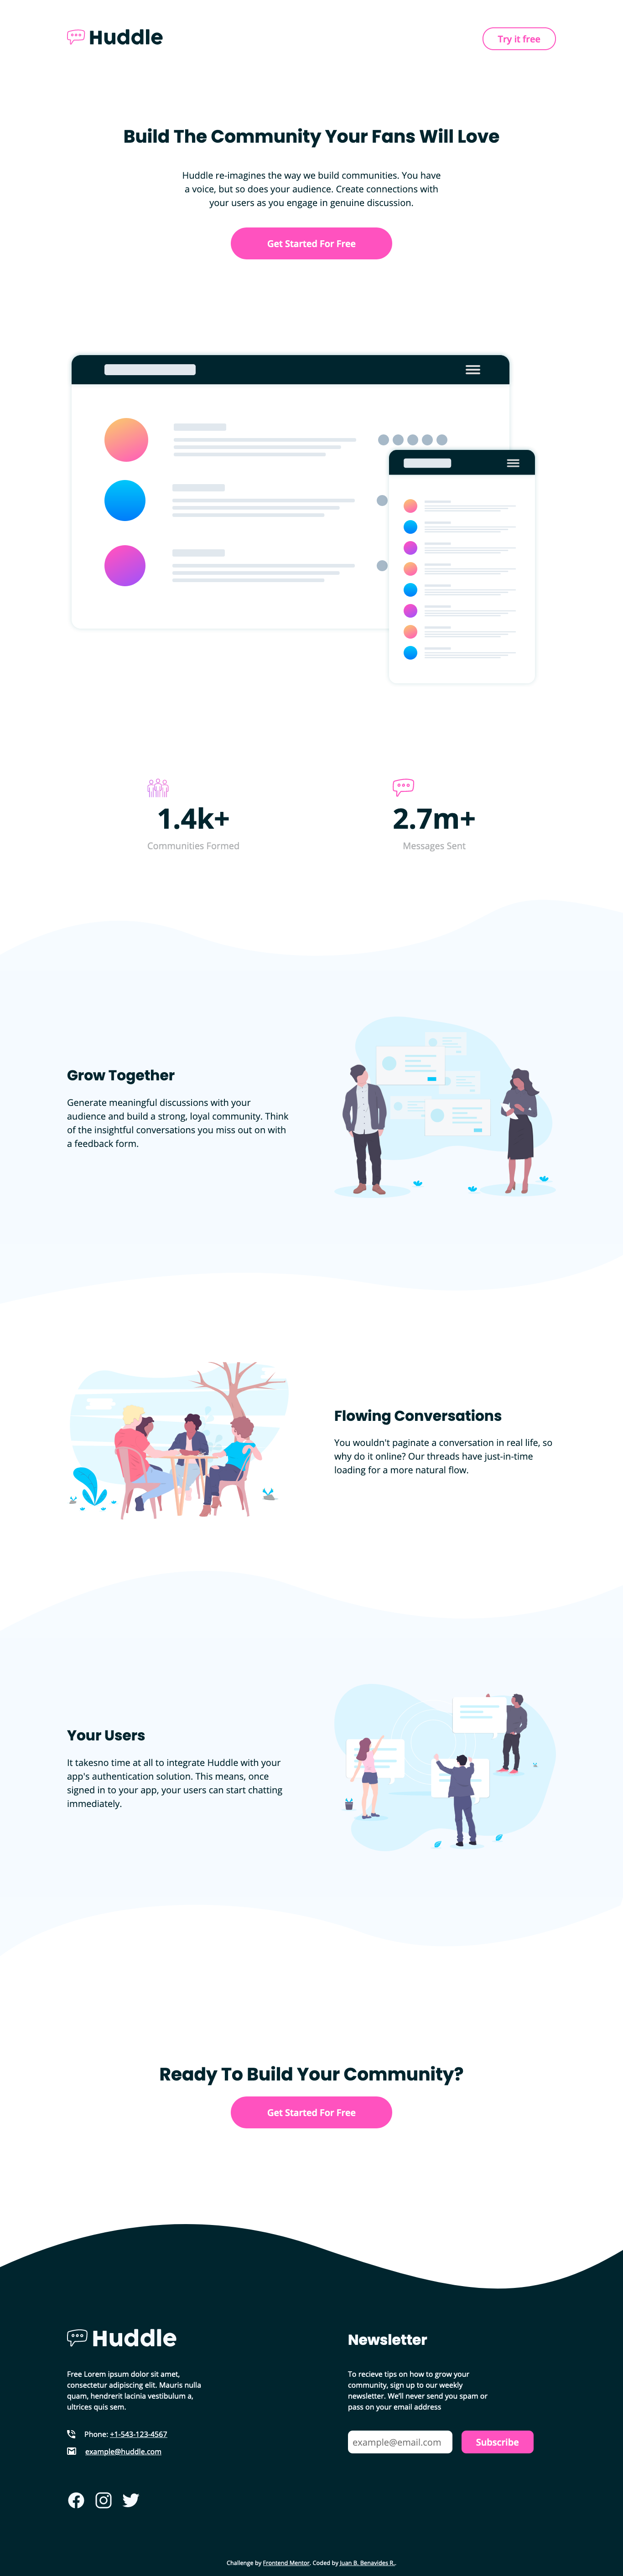 Huddle
Try it free
Build The Community Your Fans Will Love
Huddle re-imagines the way we build communities. You have
a voice, but so does your audience. Create connections with
your users as you engage in genuine discussion.
Get Started For Free
1.4k+
Communities Formed
2.7m+
Messages Sent
Grow Together
Generate meaningful discussions with your
audience and build a strong, loyal community. Think
of the insightful conversations you miss out on with
a feedback form.
Flowing Conversations
You wouldn't paginate a conversation in real life, so
why do it online? Our threads have just-in-time
loading for a more natural flow.
Your Users
It takesno time at all to integrate Huddle with your
app's authentication solution. This means, once
signed in to your app, your users can start chatting
immediately.
Ready To Build Your Community?
Get Started For Free
Huddle
Free Lorem ipsum dolor sit amet,
consectetur adipiscing elit. Mauris nulla
quam, hendrerit lacinia vestibulum a,
ultrices quis sem.
Phone: +1-543-123-4567
example@huddle.com
Newsletter
To recieve tips on how to grow your
community, sign up to our weekly
newsletter. We'll never send you spam or
pass on your email address
example@email.com
Subscribe
Challenge by Frontend Mentor. Coded by Juan B. Benavides R..